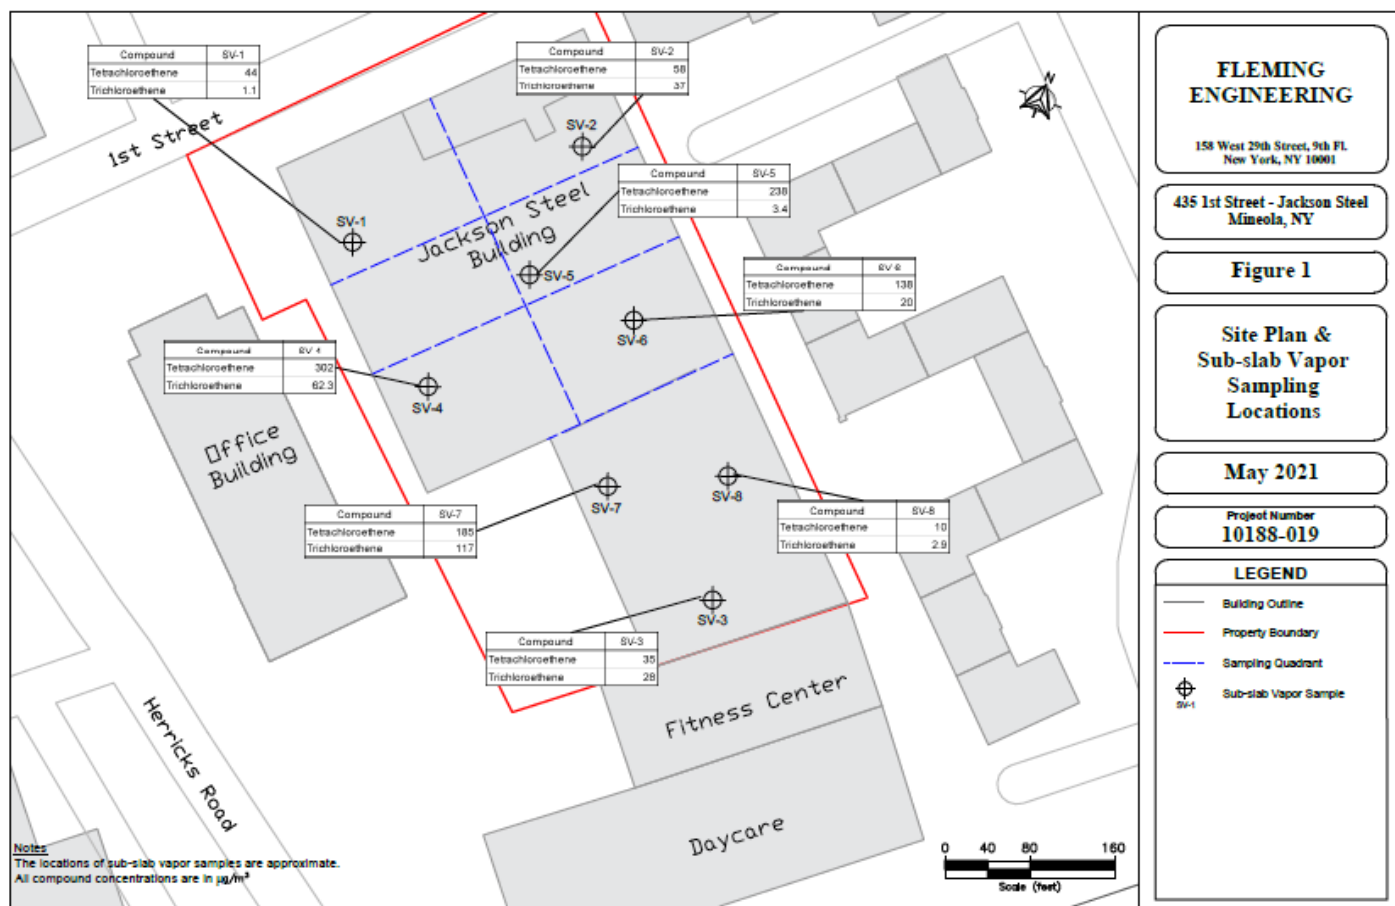 Compound SV-1
Tetrachloroethene 44
Trichloroethene 1.1
Compound SV-2
Tetrachloroethene 58
Trichloroethene 37
1st Street
SV-2
Compound SV-5
Tetrachloroethene 238
Trichloroethene 3.4
SV-1
Jackson Steel
Building
SV-5
Compound SV-6
Tetrachloroethene 138
Trichloroethene 20
SV-6
Compound SV-4
Tetrachloroethene 302
Trichloroethene 62.3
SV-4
Office
Building
SV-7
SV-8
Compound SV-7
Tetrachloroethene 185
Trichloroethene 117
Compound SV-8
Tetrachloroethene 10
Trichloroethene 2.9
SV-3
Compound SV-3
Tetrachloroethene 35
Trichloroethene 28
Fitness Center
Herricks Road
Daycare
Notes
The locations of sub-slab vapor samples are approximate.
All compound concentrations are in µg/m³
N
0 40 80 160
Scale (feet)
FLEMING
ENGINEERING
158 West 29th Street, 9th Fl.
New York, NY 10001
435 1st Street - Jackson Steel
Mineola, NY
Figure 1
Site Plan &
Sub-slab Vapor
Sampling
Locations
May 2021
Project Number
10188-019
LEGEND
Building Outline
Property Boundary
Sampling Quadrant
Sub-slab Vapor Sample
SV-1